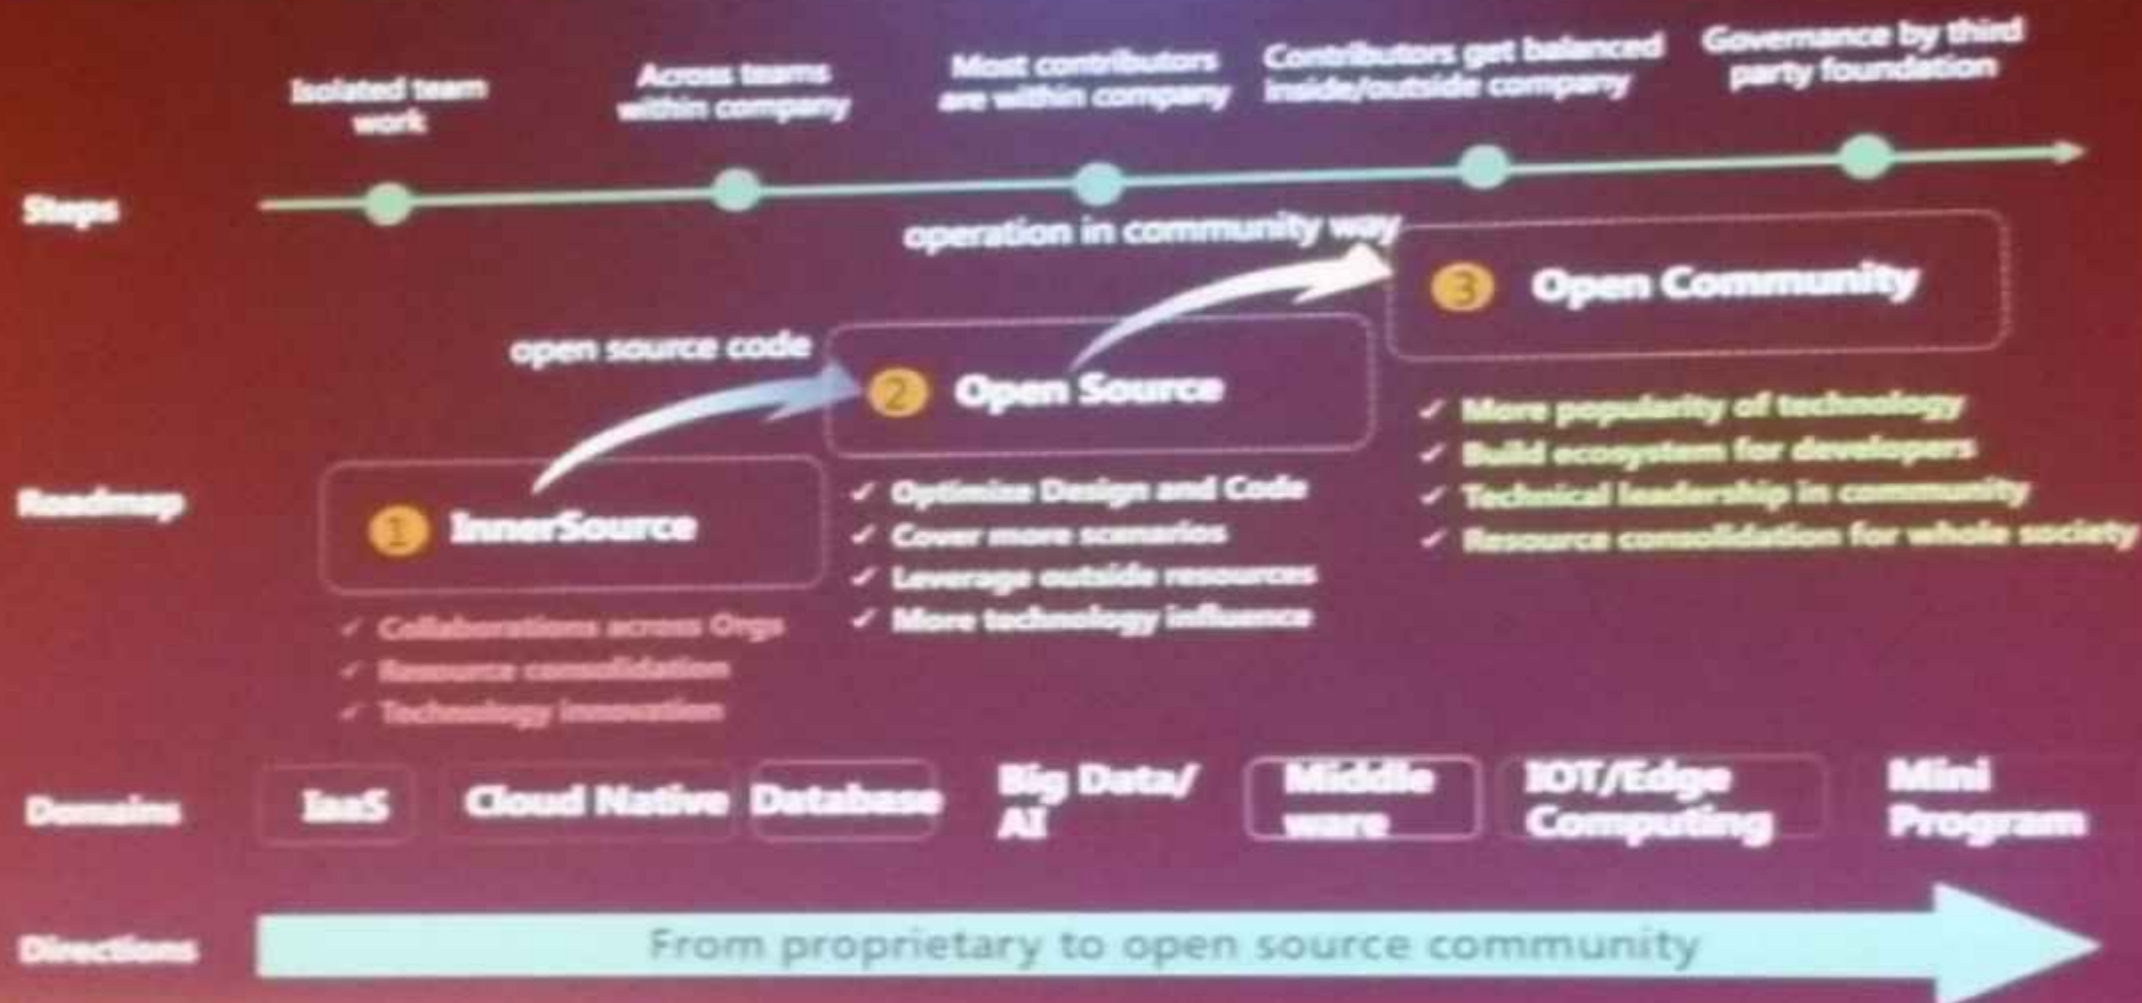 Isolated team
work
Across teams
within company
Most contributors
are within company
Contributors get balanced
inside/outside company
Governance by third
party foundation
Steps
operation in community way
3 Open Community
open source code
2 Open Source
More popularity of technology
Build ecosystem for developers
Technical leadership in community
Resource consolidation for whole society
Roadmap
1 InnerSource
Optimize Design and Code
Cover more scenarios
Leverage outside resources
More technology influence
Collaborations across Orgs
Resource consolidation
Technology innovation
Domains
IaaS
Cloud Native
Database
Big Data/
AI
Middle
ware
IOT/Edge
Computing
Mini
Program
Directions
From proprietary to open source community